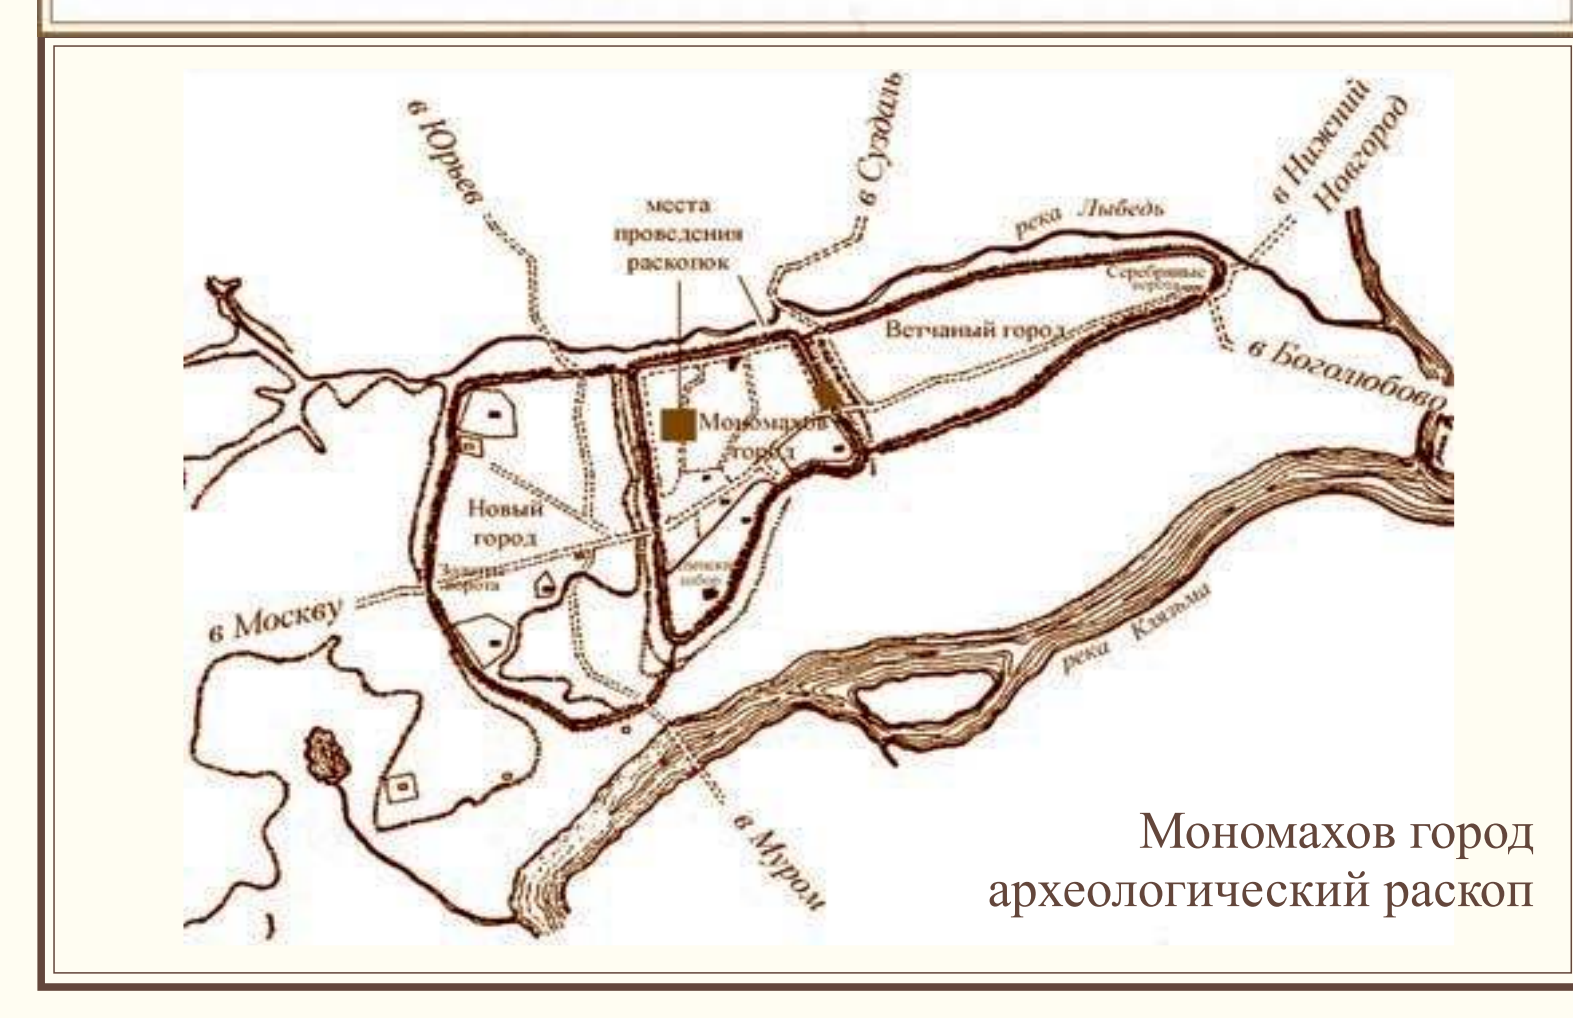 в Юрьев
в Суздаль
в Нижний
Новгород
места
проведения
раскопок
река Лыбедь
Серебряные
ворота
Ветчаный город
в Боголюбово
Мономахов
город
Новый
город
Золотые
ворота
в Москву
река Клязьма
в Муром
Мономахов город
археологический раскоп